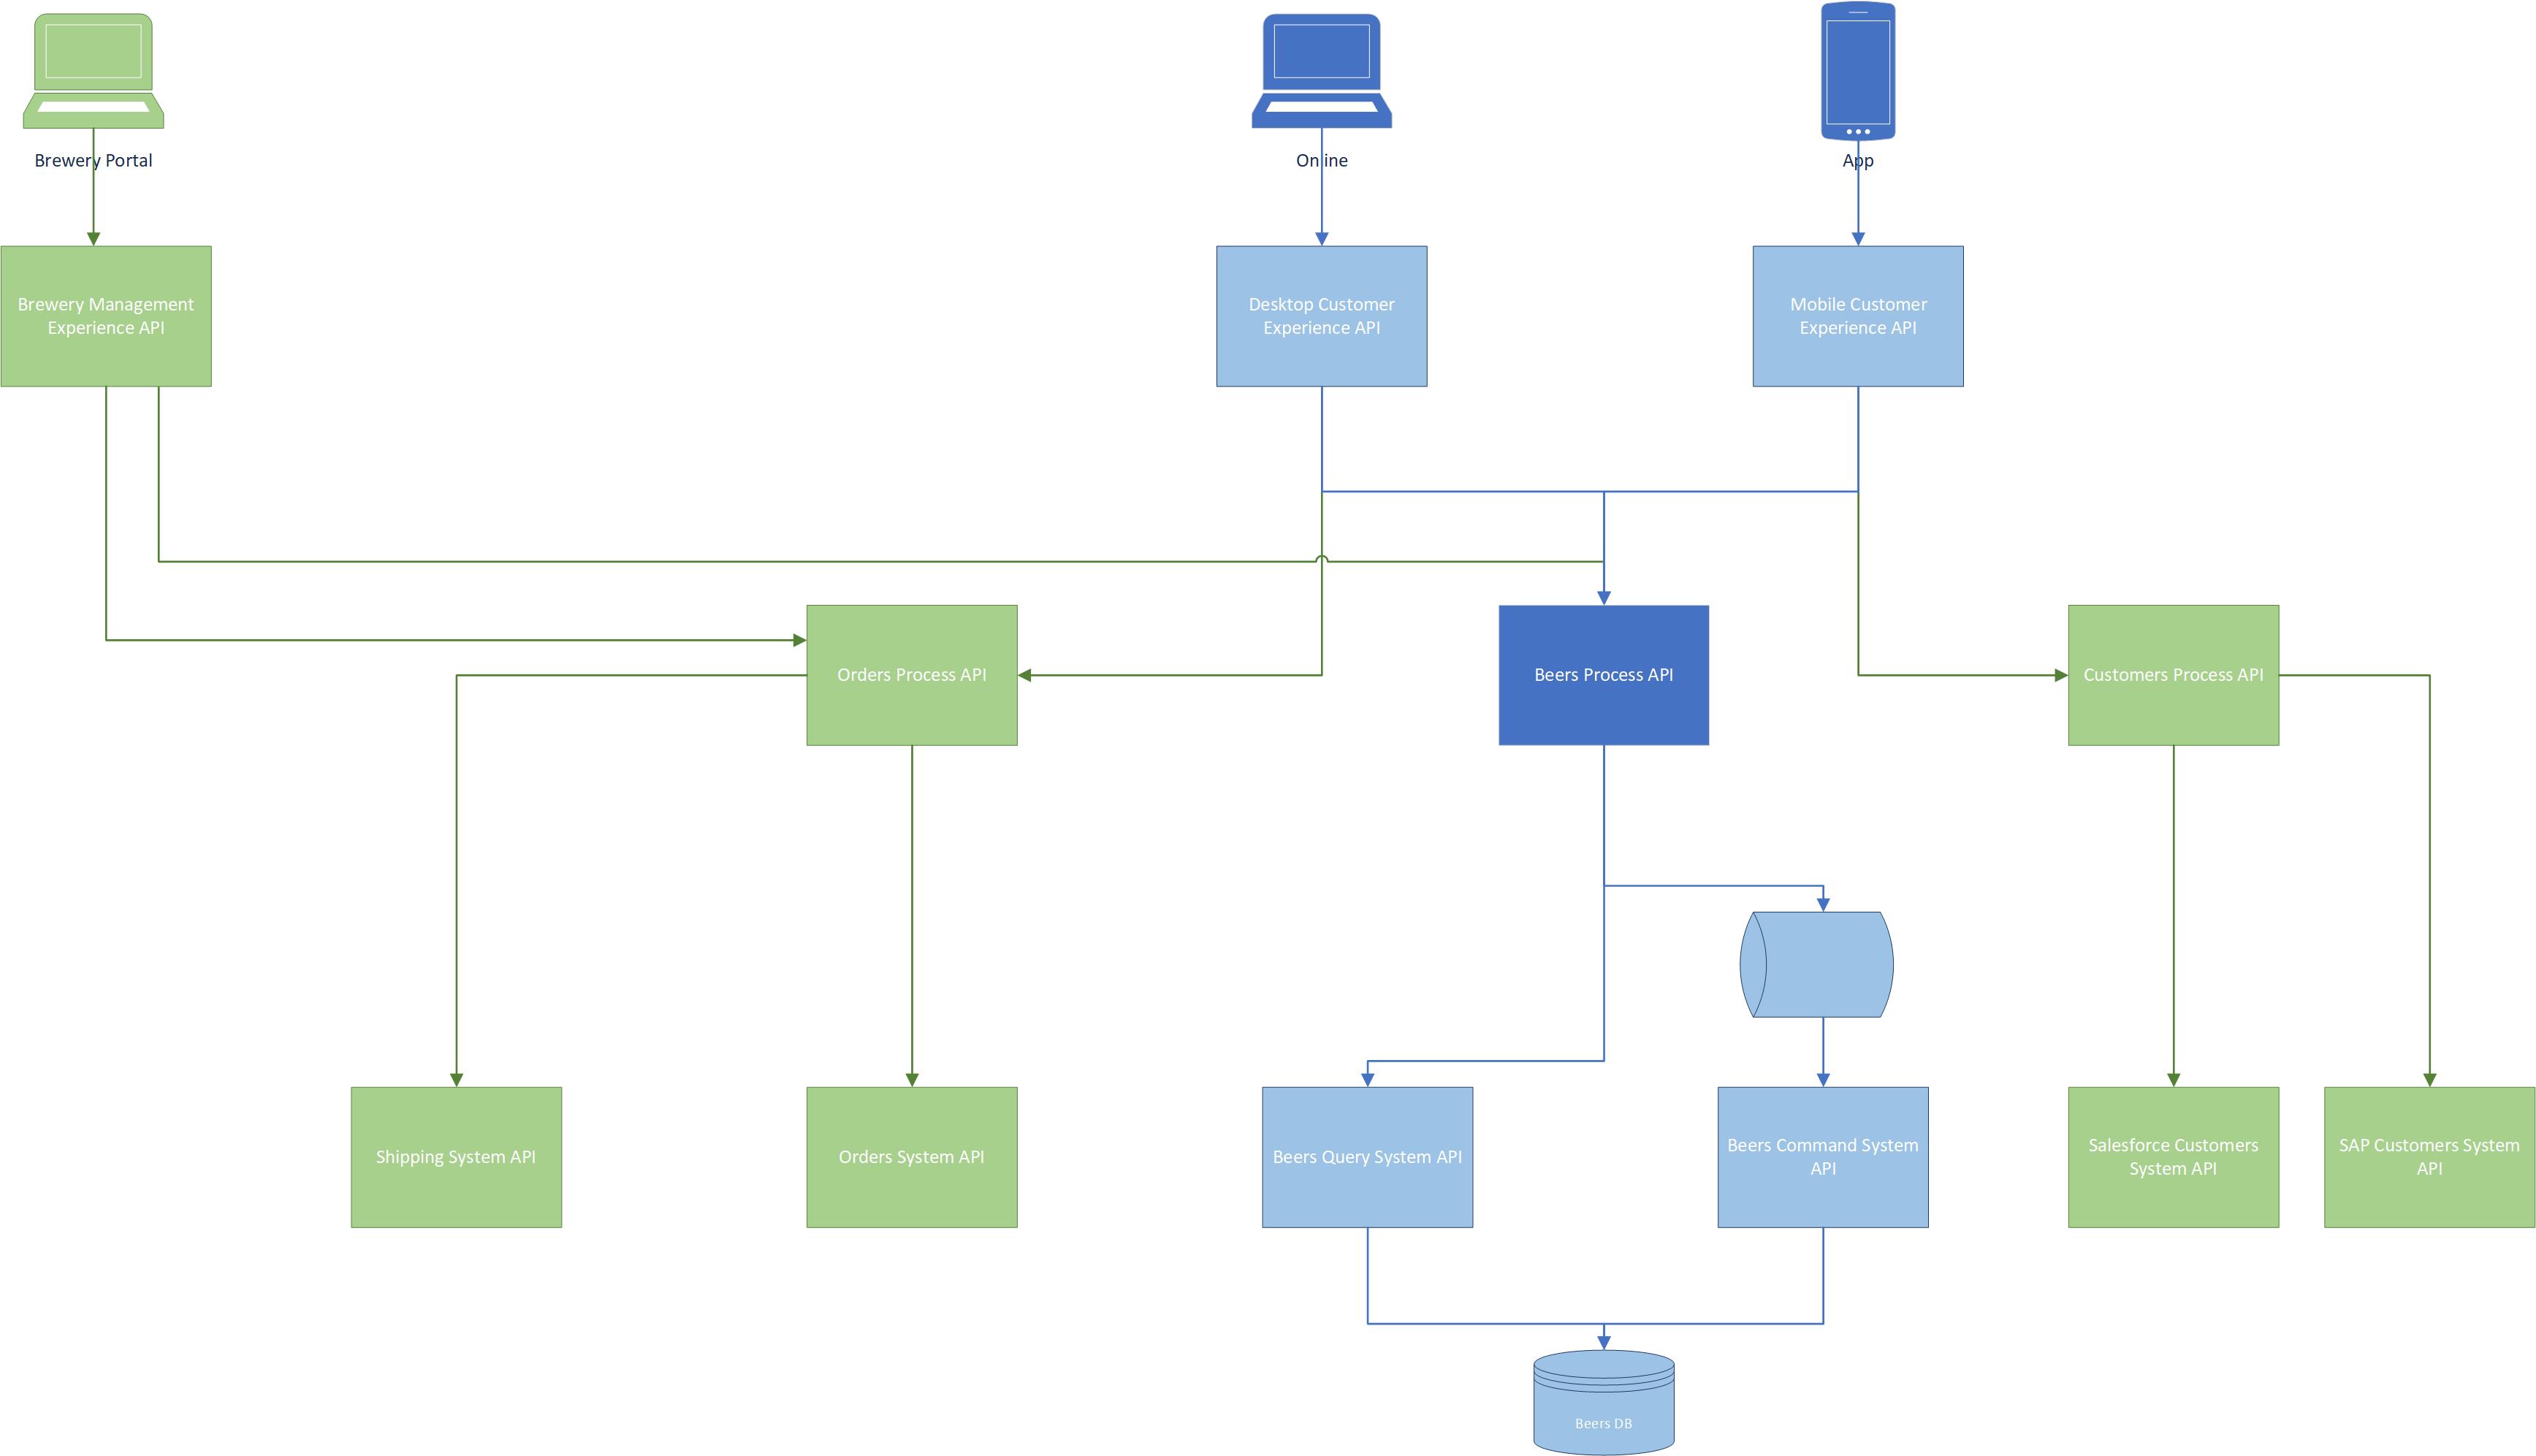 Brewery Portal
Online
App
Brewery Management
Experience API
Desktop Customer
Experience API
Mobile Customer
Experience API
Orders Process API
Beers Process API
Customers Process API
Shipping System API
Orders System API
Beers Query System API
Beers Command System
API
Salesforce Customers
System API
SAP Customers System
API
Beers DB